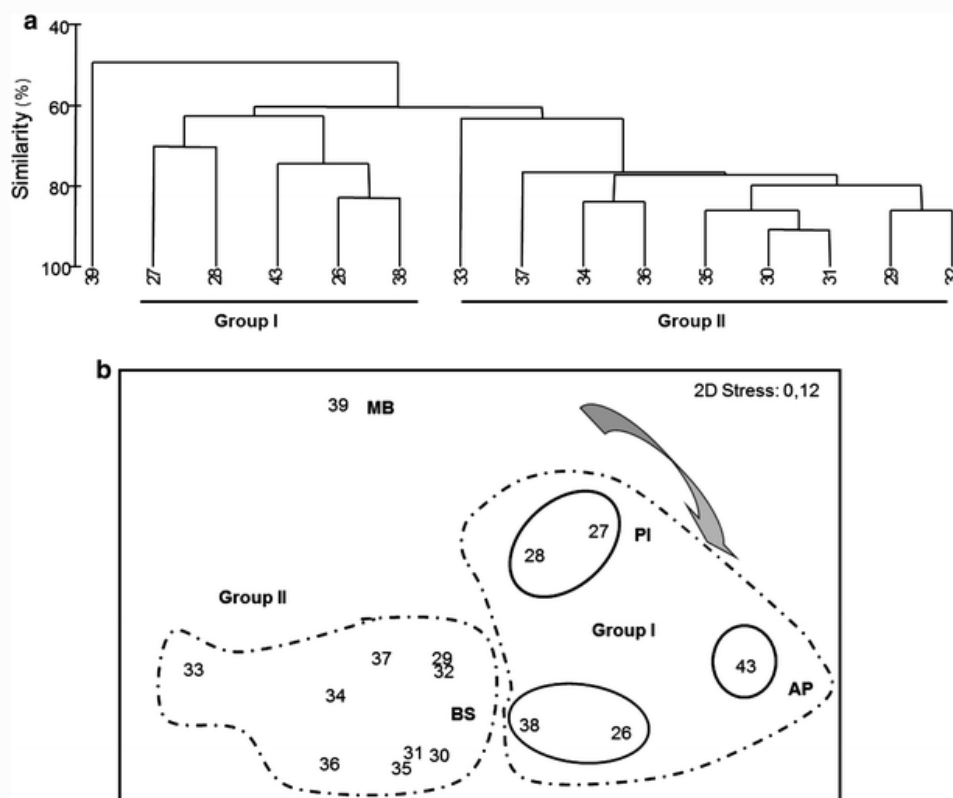 a
40
60
80
100
Similarity (%)
39 27 28 43 26 38 33 37 34 36 35 30 31 29 32
Group I Group II
b
2D Stress: 0,12
39 MB
27 PI
28
Group II
Group I
37 29
33 32
43
34
AP
BS
38 26
31 30
36 35